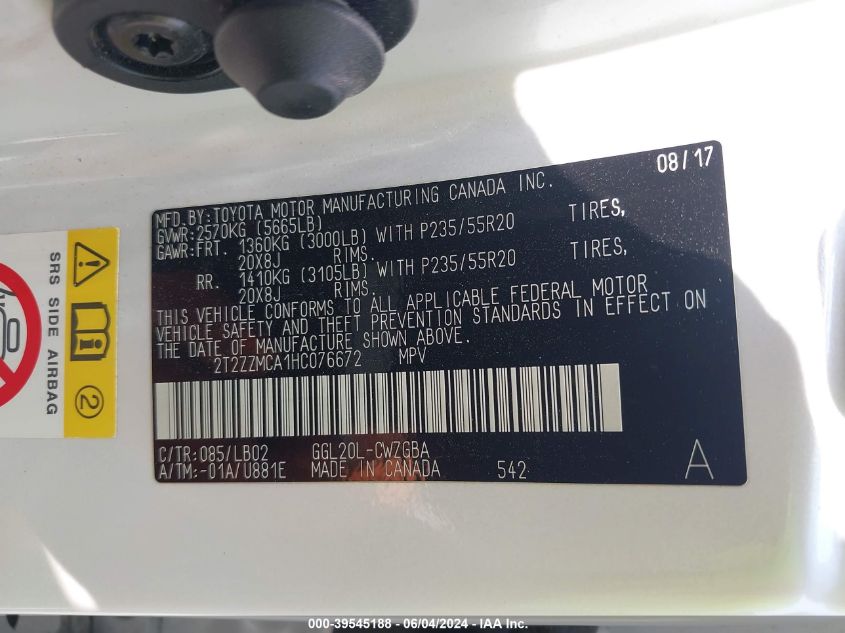 08/17
MFD.BY:TOYOTA MOTOR MANUFACTURING CANADA INC.
GVWR:2570KG (5665LB)
GAWR:FRT. 1360KG (3000LB) WITH P235/55R20 TIRES,
20X8J RIMS.
RR. 1410KG (3105LB) WITH P235/55R20 TIRES,
20X8J RIMS.
THIS VEHICLE CONFORMS TO ALL APPLICABLE FEDERAL MOTOR
VEHICLE SAFETY AND THEFT PREVENTION STANDARDS IN EFFECT ON
THE DATE OF MANUFACTURE SHOWN ABOVE.
2T2ZZMCA1HC076672 MPV
C/TR:085/LB02 GGL20L-CWZGBA
A/TM:-01A/U881E MADE IN CANADA 542 A
SRS SIDE AIRBAG
2
000-39545188 - 06/04/2024 - IAA Inc.